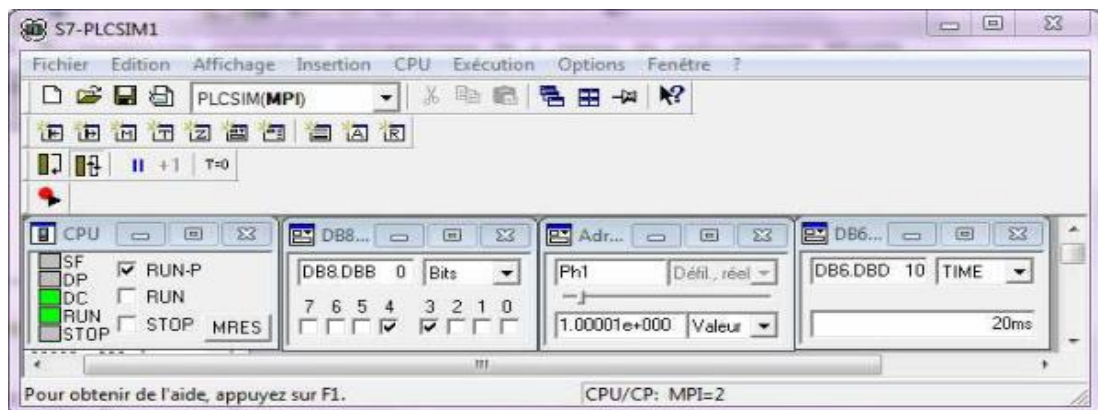 S7-PLCSIM1
Fichier Edition Affichage Insertion CPU Exécution Options Fenêtre ?
PLCSIM(MPI)
M T Z A R
+1 T=0
CPU DB8... Adr... DB6...
SF
DP
DC
RUN
STOP
RUN-P
RUN
STOP MRES
DB8.DBB 0 Bits
7 6 5 4 3 2 1 0
Ph1 Défil., réel
1.00001e+000 Valeur
DB6.DBD 10 TIME
20ms
Pour obtenir de l'aide, appuyez sur F1. CPU/CP: MPI=2